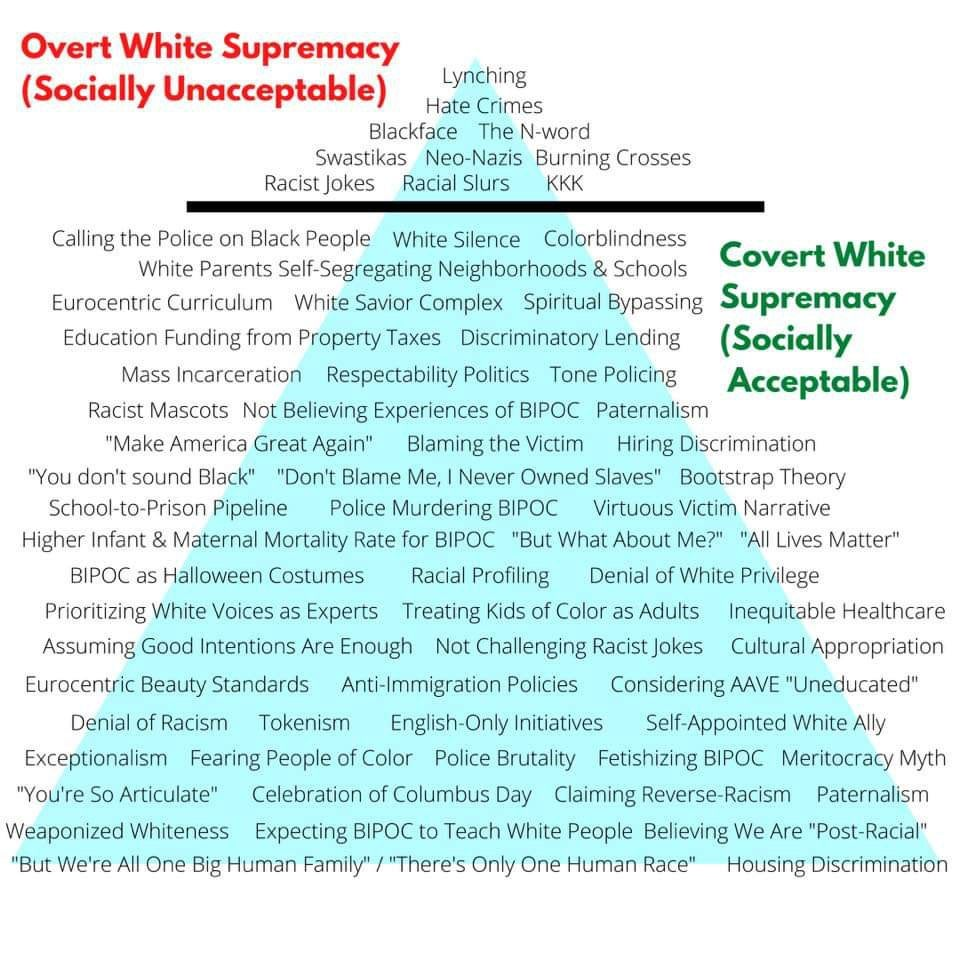 Overt White Supremacy
(Socially Unacceptable)
Lynching
Hate Crimes
Blackface The N-word
Swastikas Neo-Nazis Burning Crosses
Racist Jokes Racial Slurs KKK
Calling the Police on Black People White Silence Colorblindness
White Parents Self-Segregating Neighborhoods & Schools
Covert White
Supremacy
(Socially
Acceptable)
Eurocentric Curriculum White Savior Complex Spiritual Bypassing
Education Funding from Property Taxes Discriminatory Lending
Mass Incarceration Respectability Politics Tone Policing
Racist Mascots Not Believing Experiences of BIPOC Paternalism
"Make America Great Again" Blaming the Victim Hiring Discrimination
"You don't sound Black" "Don't Blame Me, I Never Owned Slaves" Bootstrap Theory
School-to-Prison Pipeline Police Murdering BIPOC Virtuous Victim Narrative
Higher Infant & Maternal Mortality Rate for BIPOC "But What About Me?" "All Lives Matter"
BIPOC as Halloween Costumes Racial Profiling Denial of White Privilege
Prioritizing White Voices as Experts Treating Kids of Color as Adults Inequitable Healthcare
Assuming Good Intentions Are Enough Not Challenging Racist Jokes Cultural Appropriation
Eurocentric Beauty Standards Anti-Immigration Policies Considering AAVE "Uneducated"
Denial of Racism Tokenism English-Only Initiatives Self-Appointed White Ally
Exceptionalism Fearing People of Color Police Brutality Fetishizing BIPOC Meritocracy Myth
"You're So Articulate" Celebration of Columbus Day Claiming Reverse-Racism Paternalism
Weaponized Whiteness Expecting BIPOC to Teach White People Believing We Are "Post-Racial"
"But We're All One Big Human Family" / "There's Only One Human Race" Housing Discrimination